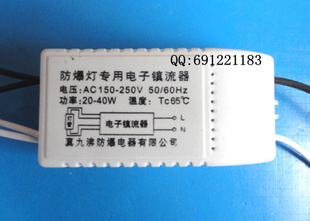 QQ:691221183
防爆灯专用电子镇流器
电压:AC150-250V 50/60Hz
功率:20-40W 温度: Tc65℃
电子镇流器
L
N
真九沸防爆电器有限公司